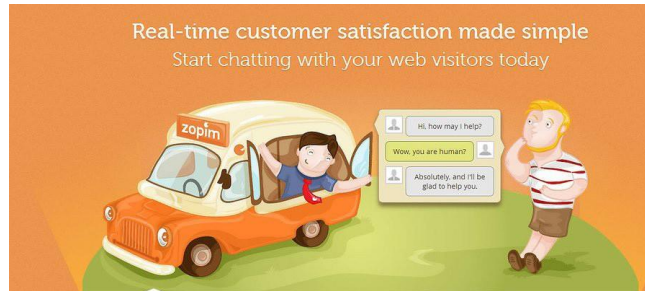 Real-time customer satisfaction made simple
Start chatting with your web visitors today
zopim
Hi, how may I help?
Wow, you are human?
Absolutely, and I'll be
glad to help you.